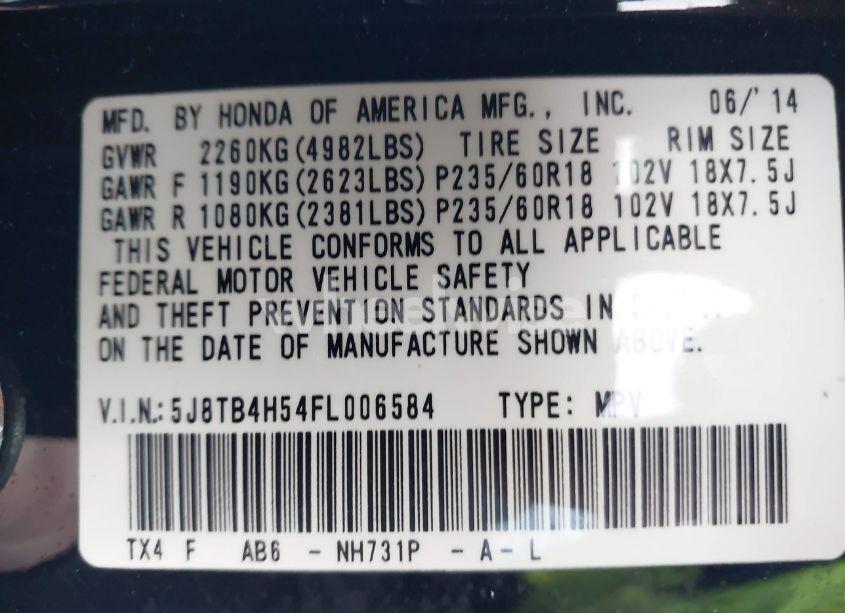 MFD. BY HONDA OF AMERICA MFG., INC. 06/'14
GVWR 2260KG(4982LBS) TIRE SIZE RIM SIZE
GAWR F 1190KG(2623LBS) P235/60R18 102V 18X7.5J
GAWR R 1080KG(2381LBS) P235/60R18 102V 18X7.5J
THIS VEHICLE CONFORMS TO ALL APPLICABLE
FEDERAL MOTOR VEHICLE SAFETY
AND THEFT PREVENTION STANDARDS IN
ON THE DATE OF MANUFACTURE SHOWN ABOVE.
V.I.N.: 5J8TB4H54FL006584 TYPE: MPV
TX4 F AB6 - NH731P - A - L